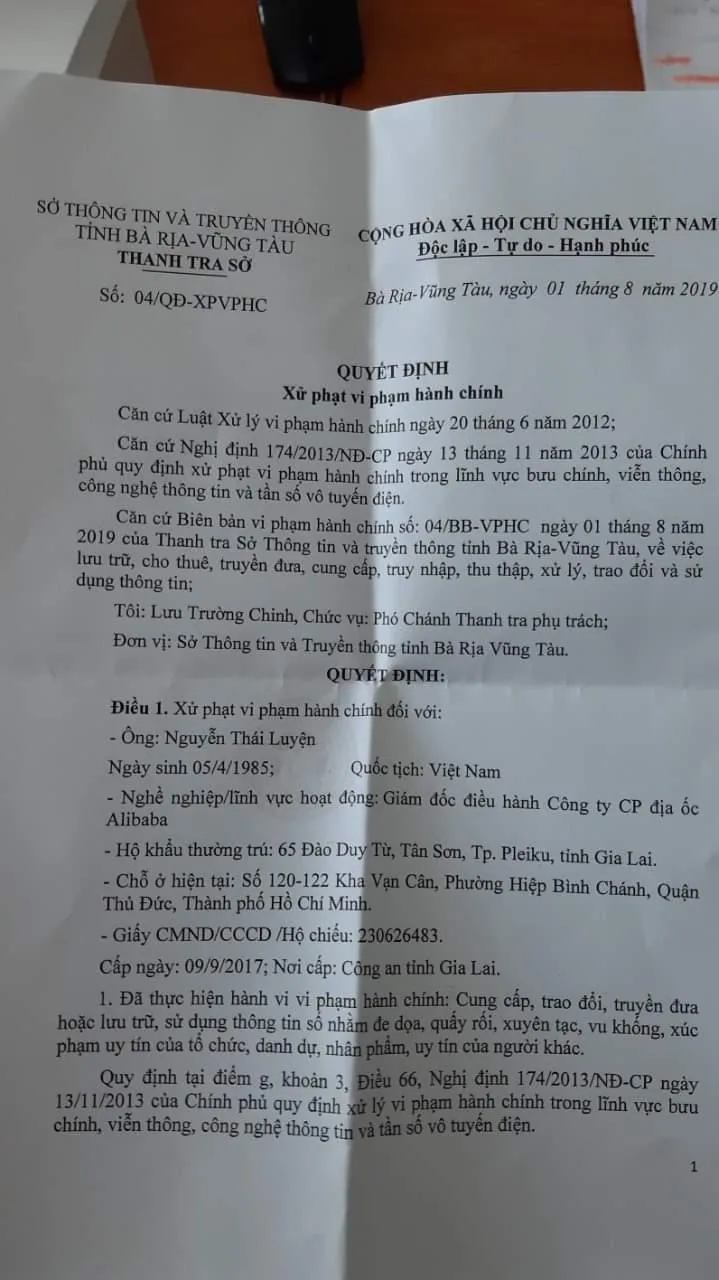 SỞ THÔNG TIN VÀ TRUYỀN THÔNG
TỈNH BÀ RỊA-VŨNG TÀU
THANH TRA SỞ
Số: 04/QĐ-XPVPHC
CỘNG HÒA XÃ HỘI CHỦ NGHĨA VIỆT NAM
Độc lập - Tự do - Hạnh phúc
Bà Rịa-Vũng Tàu, ngày 01 tháng 8 năm 2019
QUYẾT ĐỊNH
Xử phạt vi phạm hành chính
Căn cứ Luật Xử lý vi phạm hành chính ngày 20 tháng 6 năm 2012;
Căn cứ Nghị định 174/2013/NĐ-CP ngày 13 tháng 11 năm 2013 của Chính
phủ quy định xử phạt vi phạm hành chính trong lĩnh vực bưu chính, viễn thông,
công nghệ thông tin và tần số vô tuyến điện.
Căn cứ Biên bản vi phạm hành chính số: 04/BB-VPHC ngày 01 tháng 8 năm
2019 của Thanh tra Sở Thông tin và truyền thông tỉnh Bà Rịa-Vũng Tàu, về việc
lưu trữ, cho thuê, truyền đưa, cung cấp, truy nhập, thu thập, xử lý, trao đổi và sử
dụng thông tin;
Tôi: Lưu Trường Chinh, Chức vụ: Phó Chánh Thanh tra phụ trách;
Đơn vị: Sở Thông tin và Truyền thông tỉnh Bà Rịa Vũng Tàu.
QUYẾT ĐỊNH:
Điều 1. Xử phạt vi phạm hành chính đối với:
- Ông: Nguyễn Thái Luyện
Ngày sinh 05/4/1985; Quốc tịch: Việt Nam
- Nghề nghiệp/lĩnh vực hoạt động: Giám đốc điều hành Công ty CP địa ốc
Alibaba
- Hộ khẩu thường trú: 65 Đào Duy Từ, Tân Sơn, Tp. Pleiku, tỉnh Gia Lai.
- Chỗ ở hiện tại: Số 120-122 Kha Vạn Cân, Phường Hiệp Bình Chánh, Quận
Thủ Đức, Thành phố Hồ Chí Minh.
- Giấy CMND/CCCD /Hộ chiếu: 230626483.
Cấp ngày: 09/9/2017; Nơi cấp: Công an tỉnh Gia Lai.
1. Đã thực hiện hành vi vi phạm hành chính: Cung cấp, trao đổi, truyền đưa
hoặc lưu trữ, sử dụng thông tin số nhằm đe dọa, quấy rối, xuyên tạc, vu khống, xúc
phạm uy tín của tổ chức, danh dự, nhân phẩm, uy tín của người khác.
Quy định tại điểm g, khoản 3, Điều 66, Nghị định 174/2013/NĐ-CP ngày
13/11/2013 của Chính phủ quy định xử lý vi phạm hành chính trong lĩnh vực bưu
chính, viễn thông, công nghệ thông tin và tần số vô tuyến điện.
1